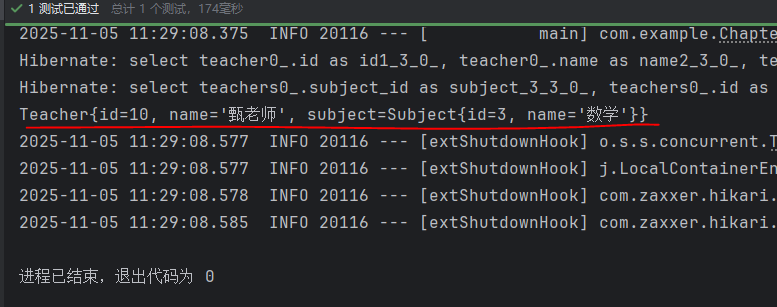 1 测试已通过 总计 1 个测试，174毫秒
2025-11-05 11:29:08.375 INFO 20116 --- [ main] com.example.Chapte
Hibernate: select teacher0_.id as id1_3_0_, teacher0_.name as name2_3_0_, te
Hibernate: select teachers0_.subject_id as subject_3_3_0_, teachers0_.id as
Teacher{id=10, name='甄老师', subject=Subject{id=3, name='数学'}}
2025-11-05 11:29:08.577 INFO 20116 --- [extShutdownHook] o.s.s.concurrent.T
2025-11-05 11:29:08.577 INFO 20116 --- [extShutdownHook] j.LocalContainerEn
2025-11-05 11:29:08.578 INFO 20116 --- [extShutdownHook] com.zaxxer.hikari.
2025-11-05 11:29:08.585 INFO 20116 --- [extShutdownHook] com.zaxxer.hikari.
进程已结束，退出代码为 0